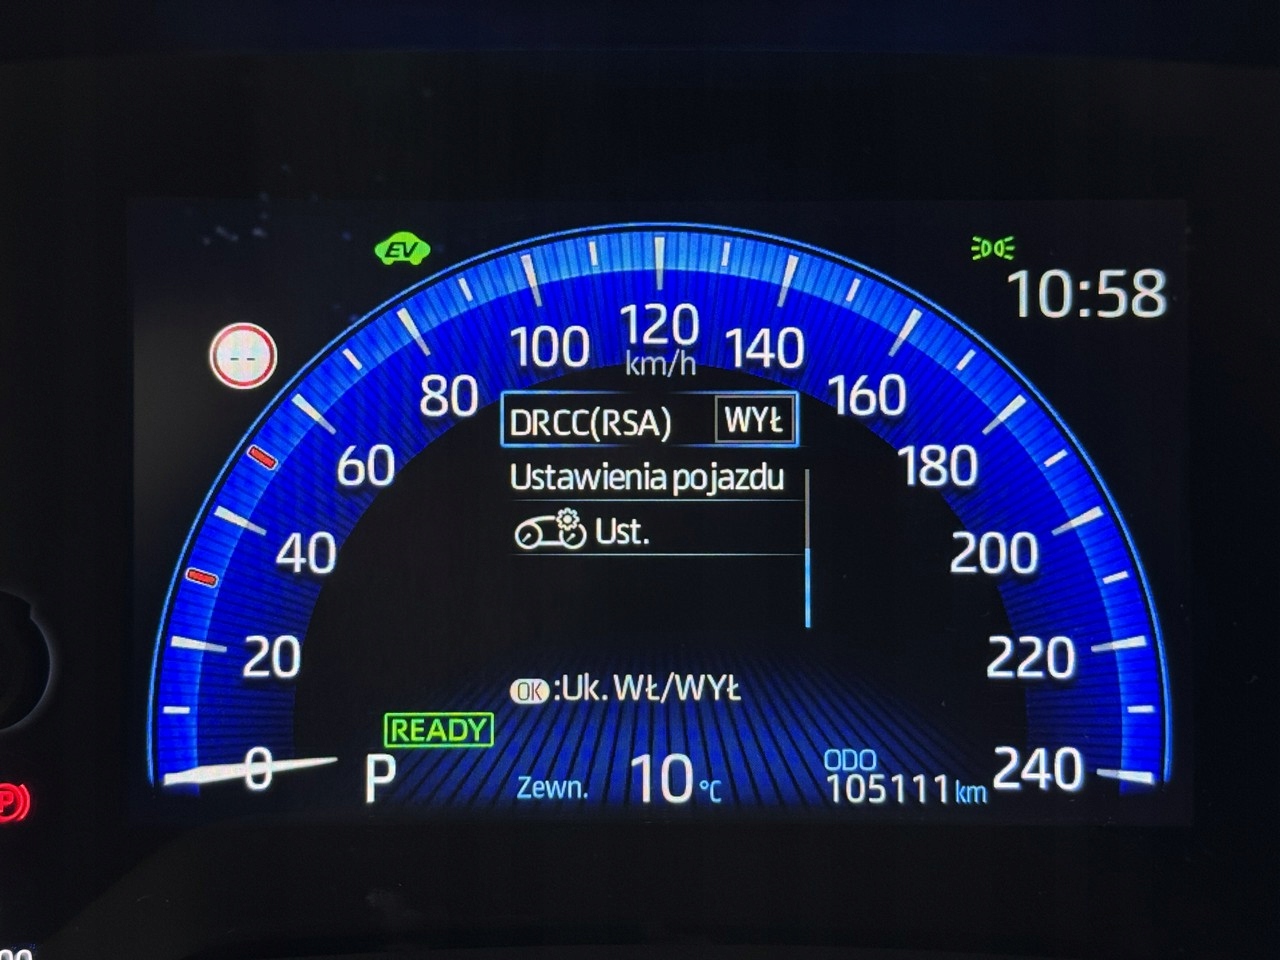 EV
10:58
--
0
20
40
60
80
100
120
km/h
140
160
180
200
220
240
DRCC(RSA) WYŁ
Ustawienia pojazdu
Ust.
OK:Uk. WŁ/WYŁ
READY
P
Zewn. 10°C
ODO
105111 km
P